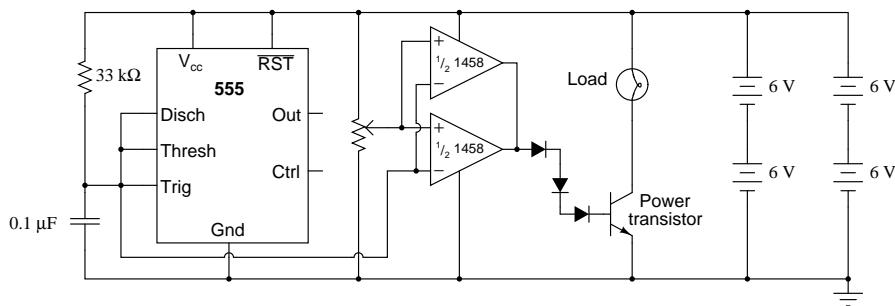 33 kΩ
0.1 µF
Vcc
RST
555
Disch
Thresh
Trig
Out
Ctrl
Gnd
+
1/2 1458
−
+
1/2 1458
−
Load
Power
transistor
6 V
6 V
6 V
6 V